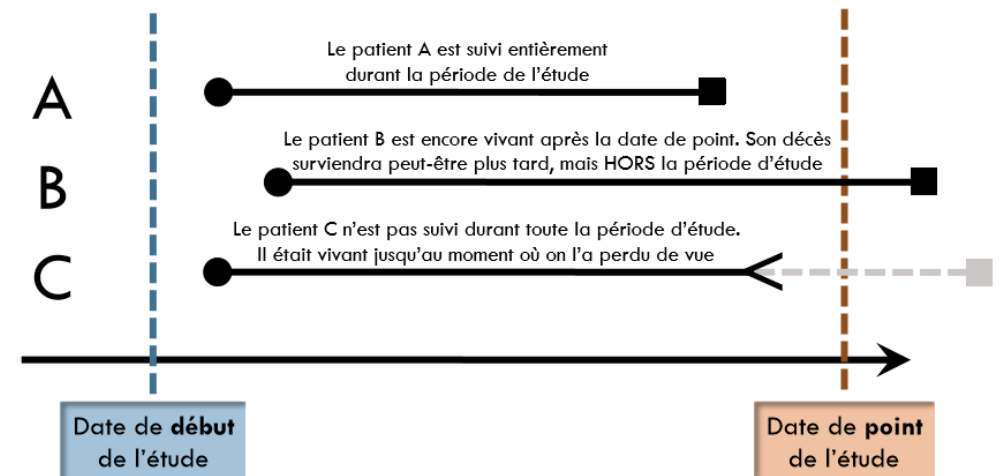 Le patient A est suivi entièrement
durant la période de l'étude
A
Le patient B est encore vivant après la date de point. Son décès
surviendra peut-être plus tard, mais HORS la période d'étude
B
Le patient C n'est pas suivi durant toute la période d'étude.
Il était vivant jusqu'au moment où on l'a perdu de vue
C
Date de début
de l'étude
Date de point
de l'étude